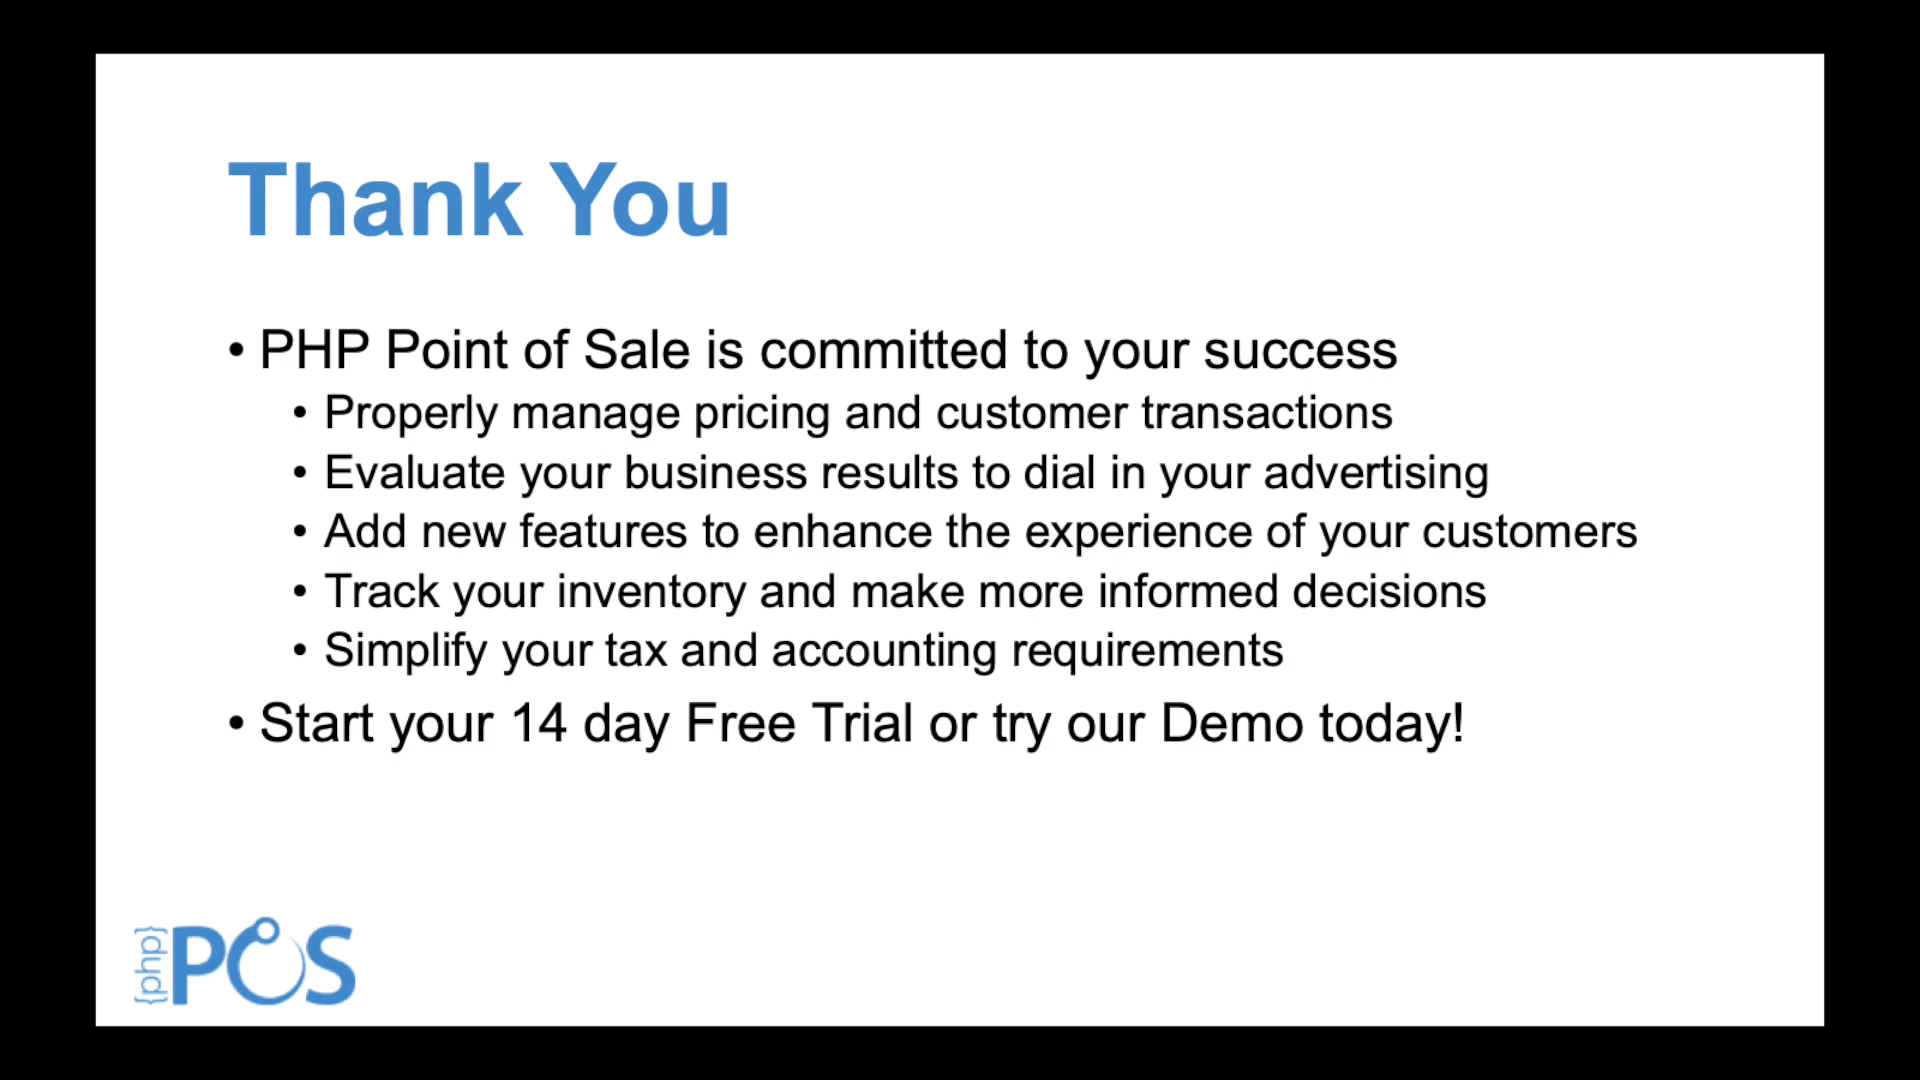 Thank You
• PHP Point of Sale is committed to your success
• Properly manage pricing and customer transactions
• Evaluate your business results to dial in your advertising
• Add new features to enhance the experience of your customers
• Track your inventory and make more informed decisions
• Simplify your tax and accounting requirements
• Start your 14 day Free Trial or try our Demo today!
{php} POS